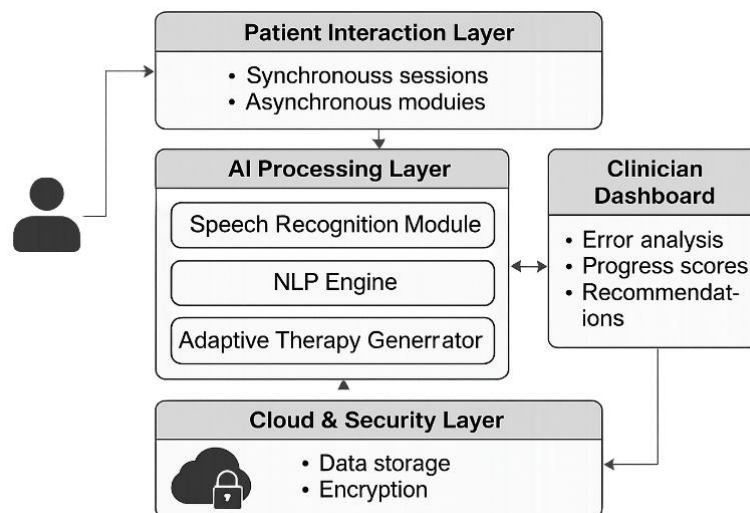 Patient Interaction Layer
• Synchronouss sessions
• Asynchronous moduies
AI Processing Layer
Speech Recognition Module
NLP Engine
Adaptive Therapy Generrator
Clinician
Dashboard
• Error analysis
• Progress scores
• Recommendat-
ions
Cloud & Security Layer
• Data storage
• Encryption